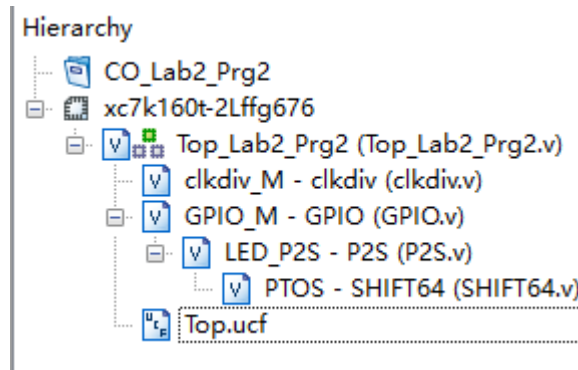 Hierarchy
CO_Lab2_Prg2
xc7k160t-2Lffg676
Top_Lab2_Prg2 (Top_Lab2_Prg2.v)
clkdiv_M - clkdiv (clkdiv.v)
GPIO_M - GPIO (GPIO.v)
LED_P2S - P2S (P2S.v)
PTOS - SHIFT64 (SHIFT64.v)
Top.ucf